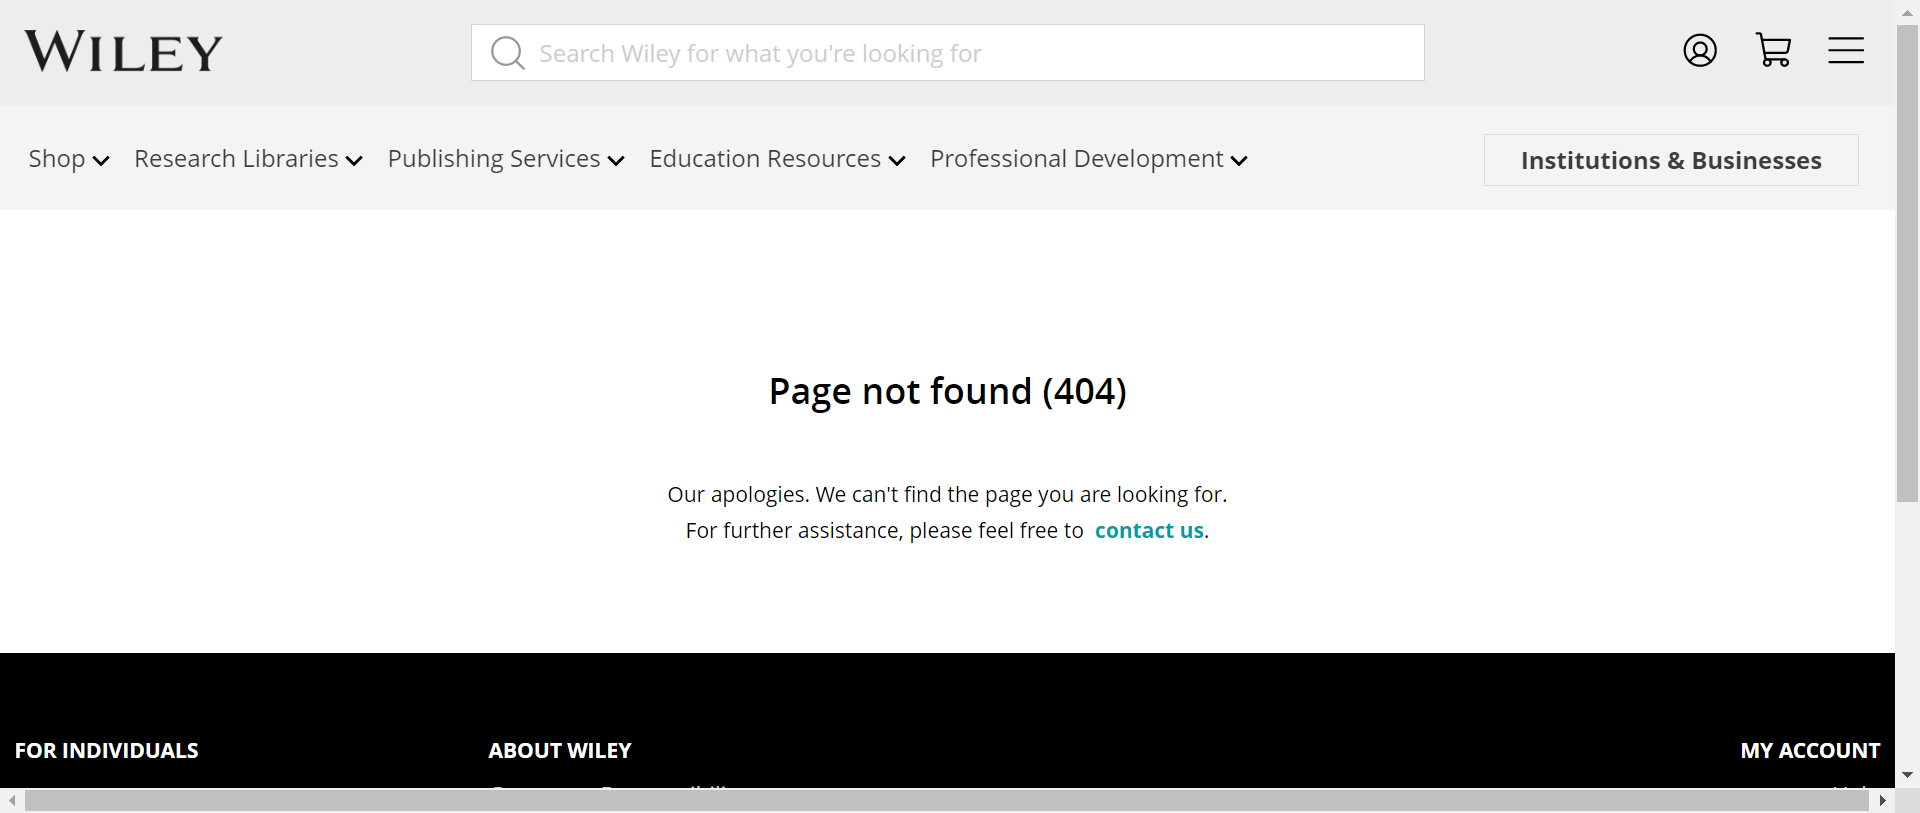 WILEY
Search Wiley for what you're looking for
Shop Research Libraries Publishing Services Education Resources Professional Development Institutions & Businesses
Page not found (404)
Our apologies. We can't find the page you are looking for.
For further assistance, please feel free to contact us.
FOR INDIVIDUALS ABOUT WILEY MY ACCOUNT